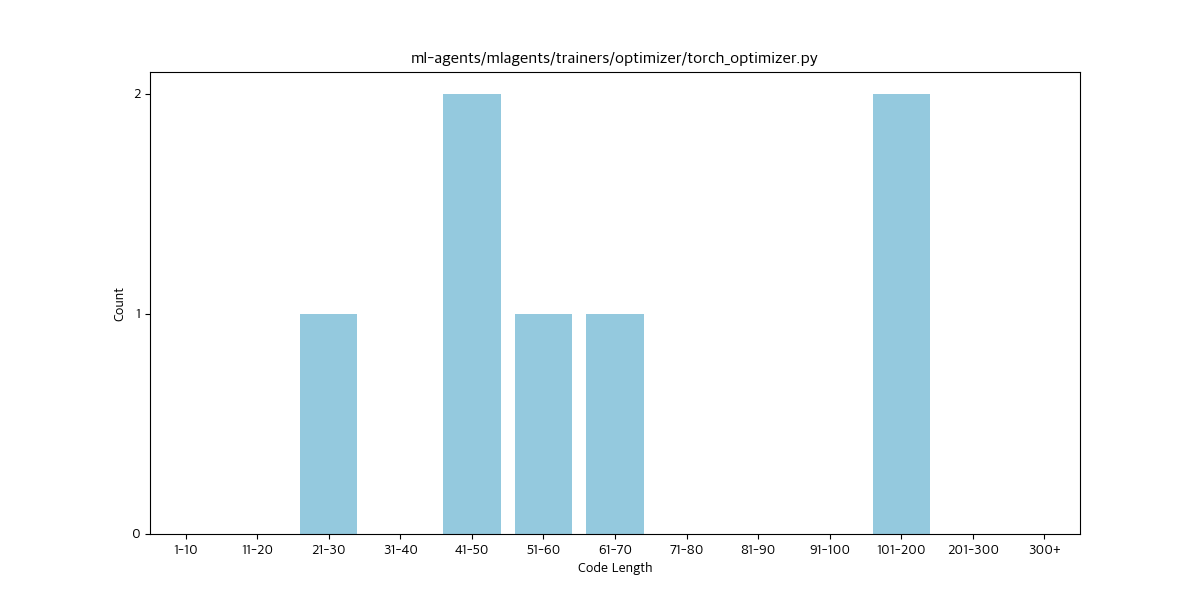 ml-agents/mlagents/trainers/optimizer/torch_optimizer.py
2
1
0
Count
1-10 11-20 21-30 31-40 41-50 51-60 61-70 71-80 81-90 91-100 101-200 201-300 300+
Code Length